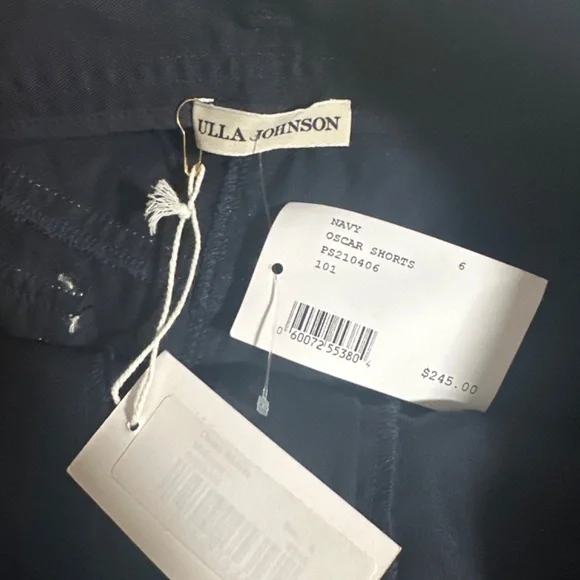 ULLA JOHNSON
NAVY
OSCAR SHORTS 6
PS210406
101
0 60072 55380 4
$245.00